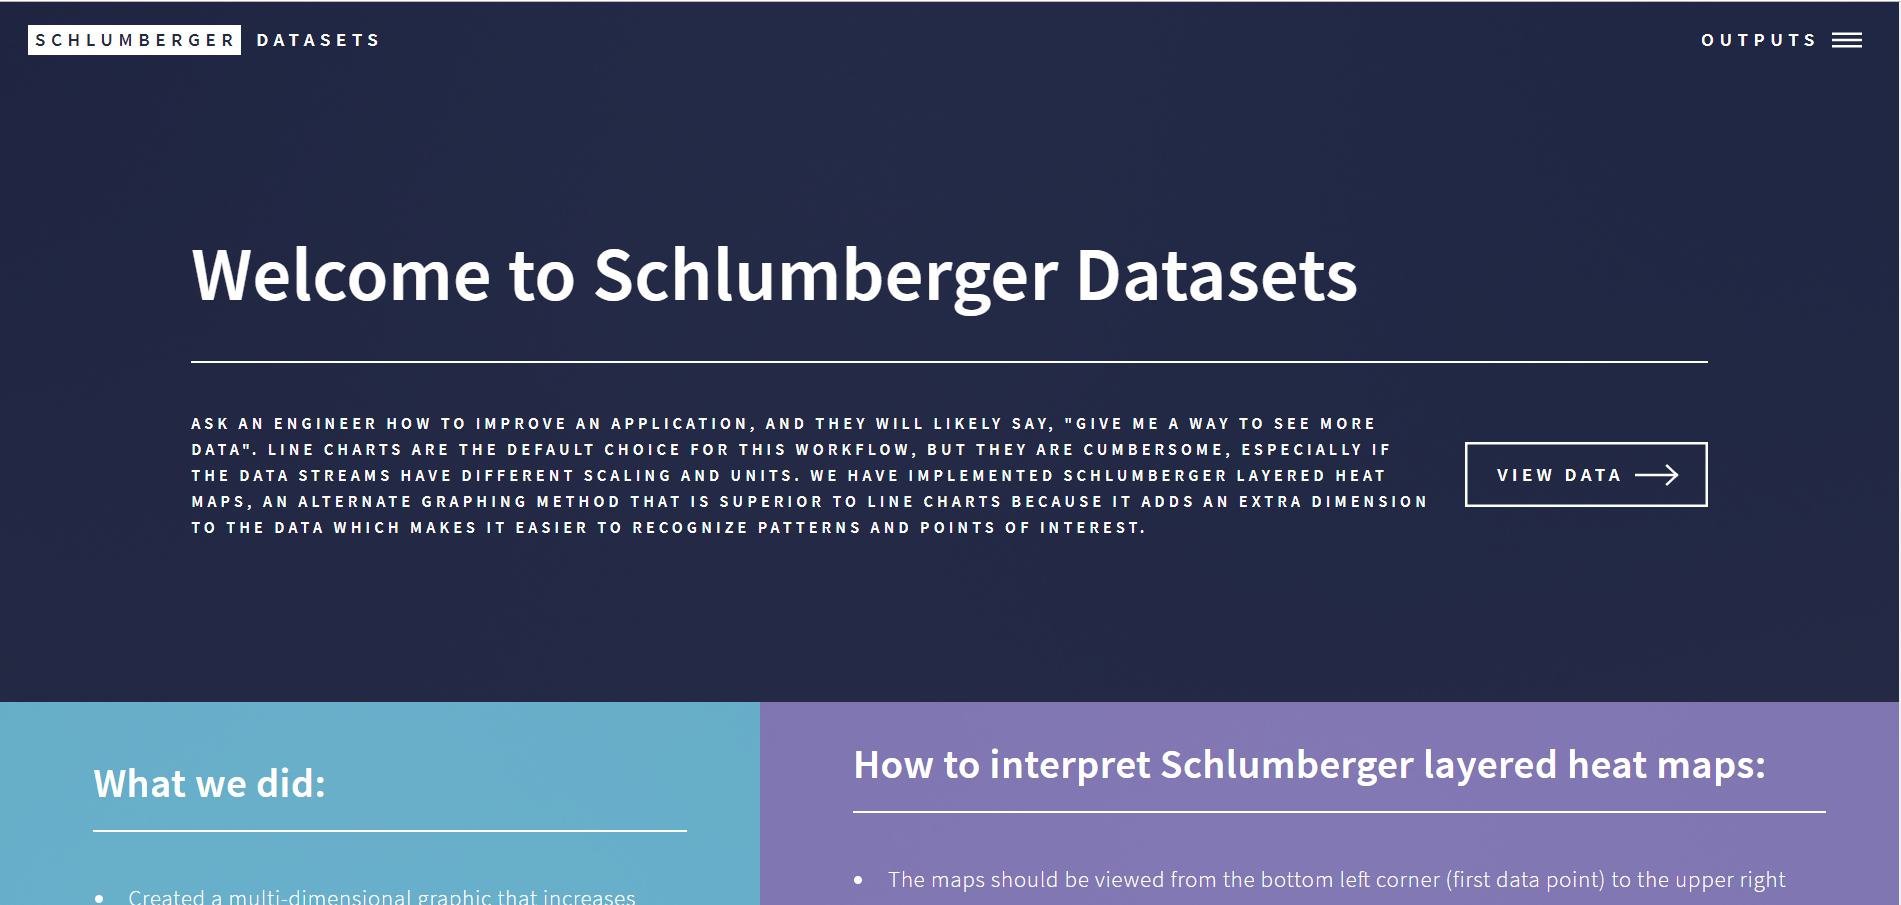 SCHLUMBERGER DATASETS
OUTPUTS
Welcome to Schlumberger Datasets
ASK AN ENGINEER HOW TO IMPROVE AN APPLICATION, AND THEY WILL LIKELY SAY, "GIVE ME A WAY TO SEE MORE
DATA". LINE CHARTS ARE THE DEFAULT CHOICE FOR THIS WORKFLOW, BUT THEY ARE CUMBERSOME, ESPECIALLY IF
THE DATA STREAMS HAVE DIFFERENT SCALING AND UNITS. WE HAVE IMPLEMENTED SCHLUMBERGER LAYERED HEAT
MAPS, AN ALTERNATE GRAPHING METHOD THAT IS SUPERIOR TO LINE CHARTS BECAUSE IT ADDS AN EXTRA DIMENSION
TO THE DATA WHICH MAKES IT EASIER TO RECOGNIZE PATTERNS AND POINTS OF INTEREST.
VIEW DATA
What we did:
Created a multi-dimensional graphic that increases
How to interpret Schlumberger layered heat maps:
The maps should be viewed from the bottom left corner (first data point) to the upper right